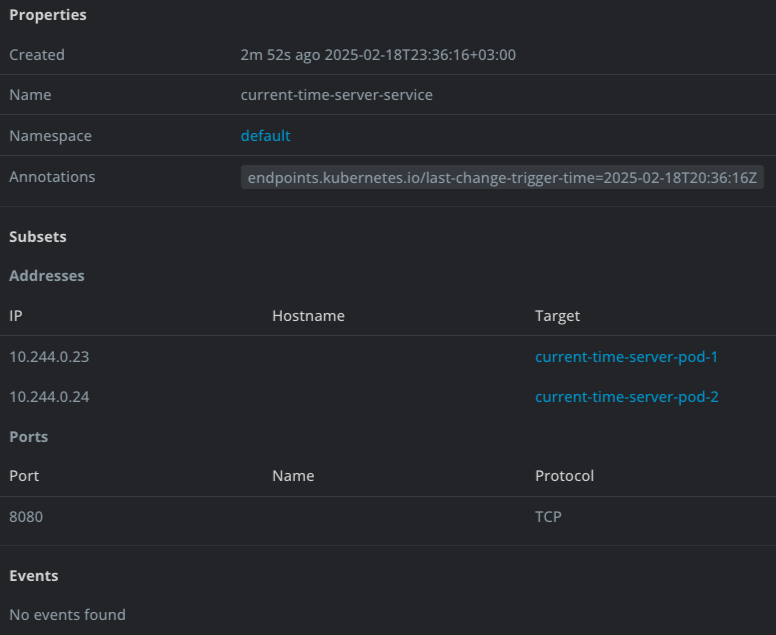 Properties
Created 2m 52s ago 2025-02-18T23:36:16+03:00
Name current-time-server-service
Namespace default
Annotations endpoints.kubernetes.io/last-change-trigger-time=2025-02-18T20:36:16Z
Subsets
Addresses
IP Hostname Target
10.244.0.23 current-time-server-pod-1
10.244.0.24 current-time-server-pod-2
Ports
Port Name Protocol
8080 TCP
Events
No events found